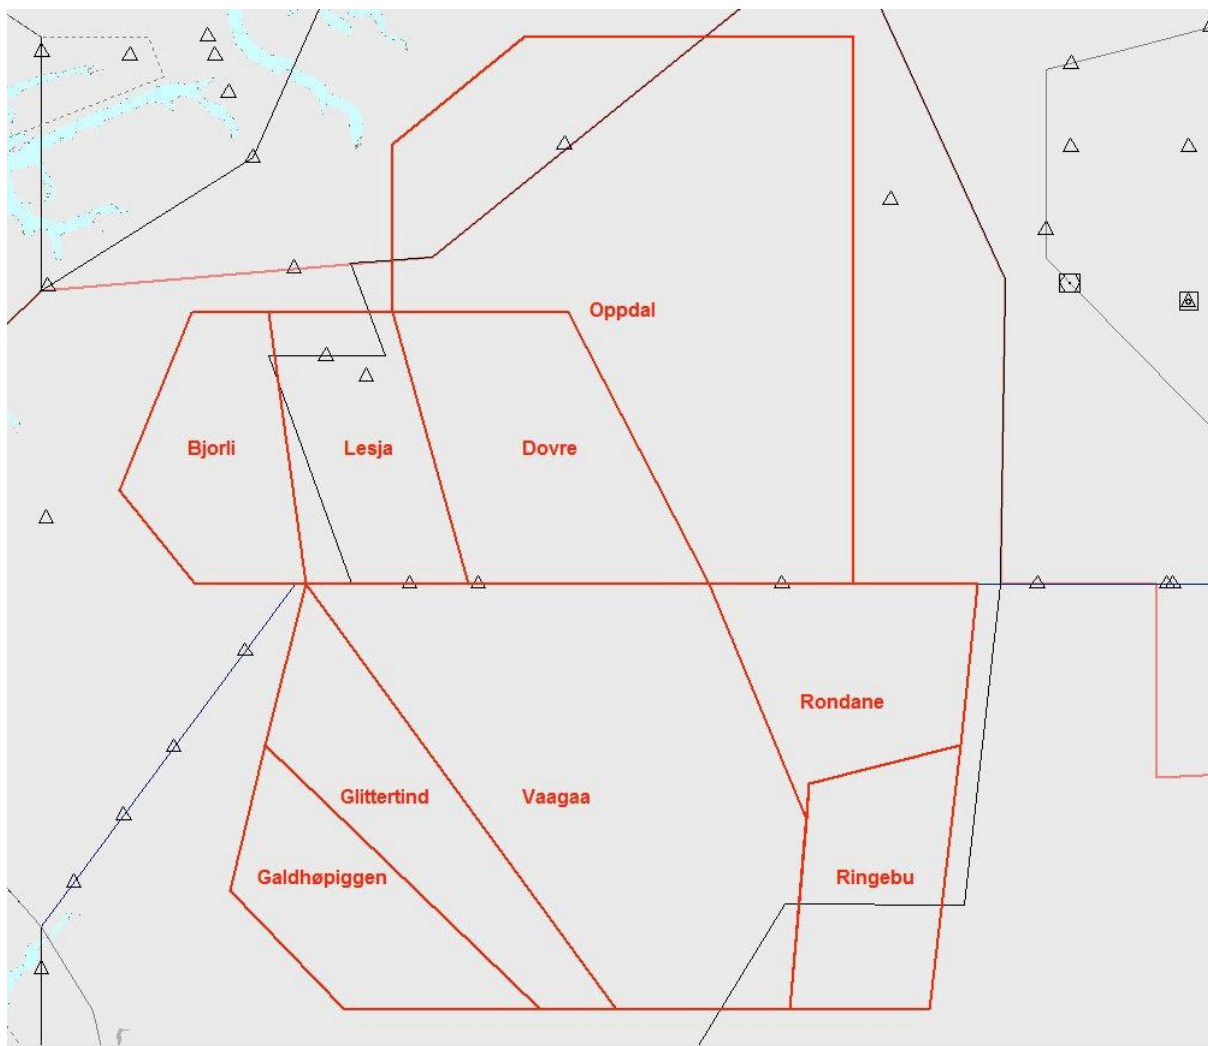 Oppdal
Bjorli
Lesja
Dovre
Rondane
Glittertind
Vaagaa
Galdhøpiggen
Ringebu